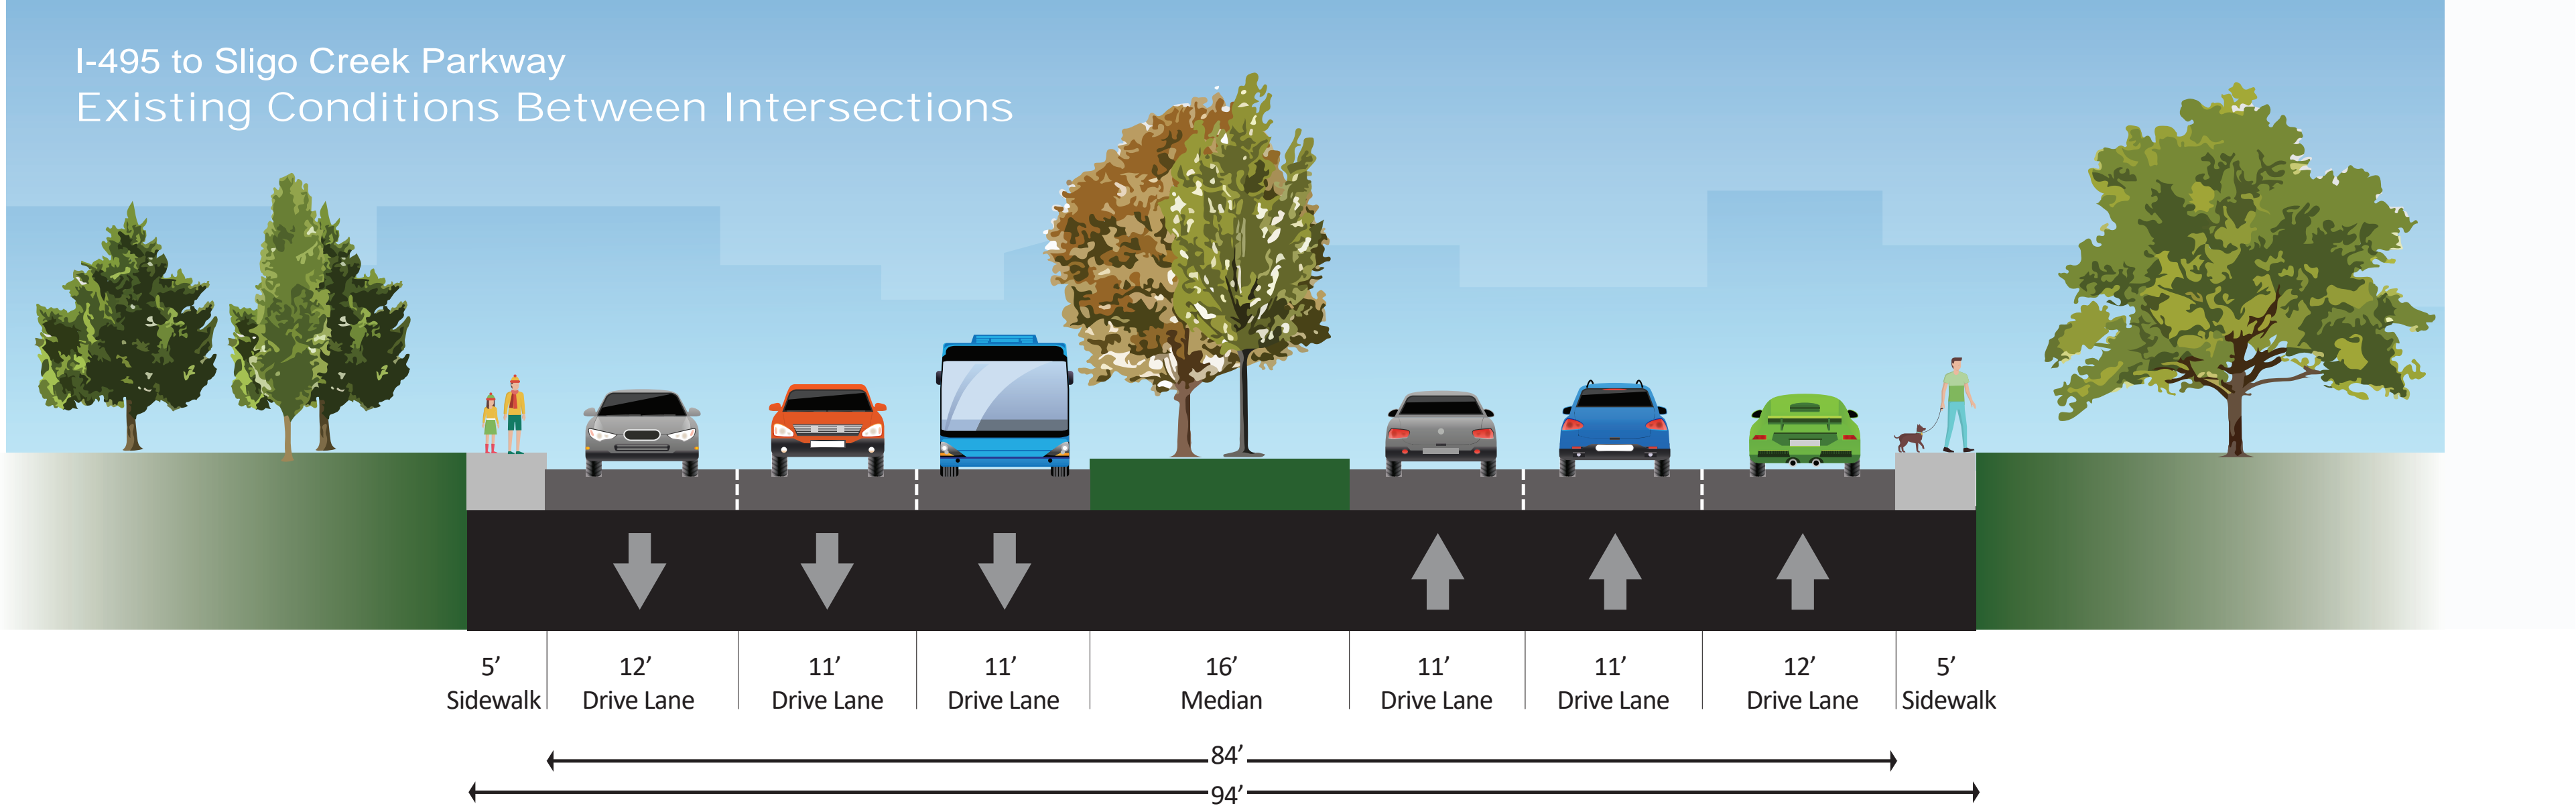 I-495 to Sligo Creek Parkway
Existing Conditions Between Intersections
5’ 12’ 11’ 11’ 16’ 11’ 11’ 12’ 5’
Sidewalk Drive Lane Drive Lane Drive Lane Median Drive Lane Drive Lane Drive Lane Sidewalk
84’
94’